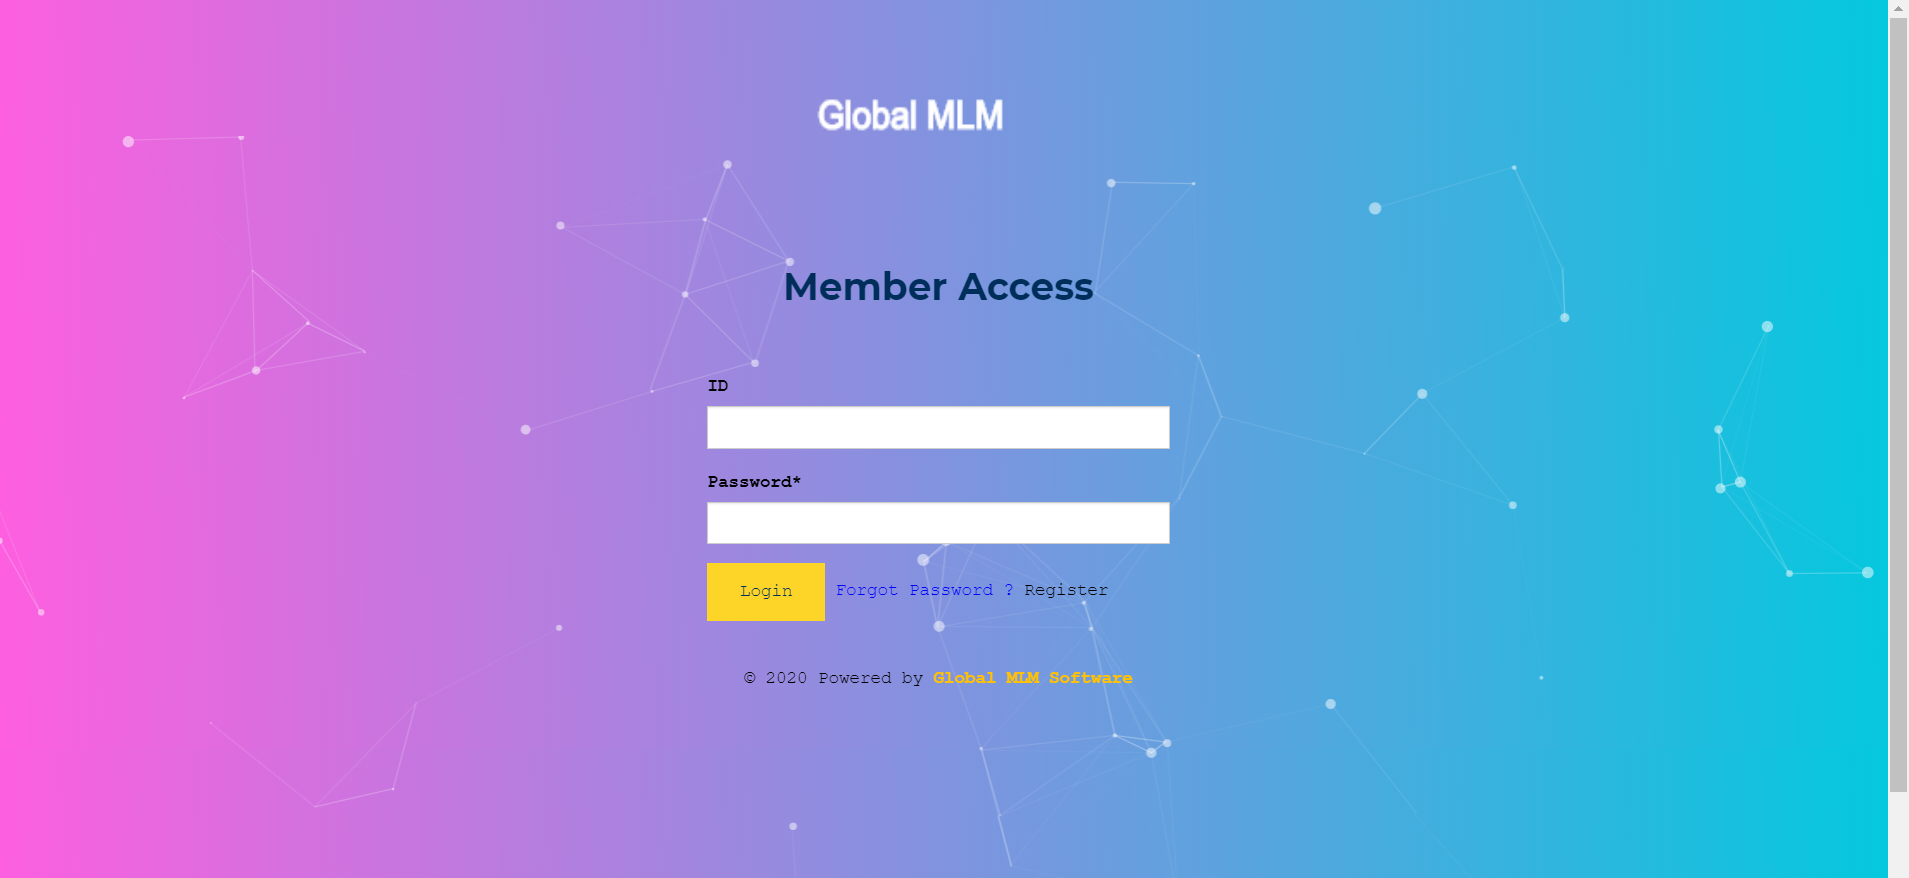 Global MLM
Member Access
ID
Password*
Login Forgot Password ? Register
© 2020 Powered by Global MLM Software